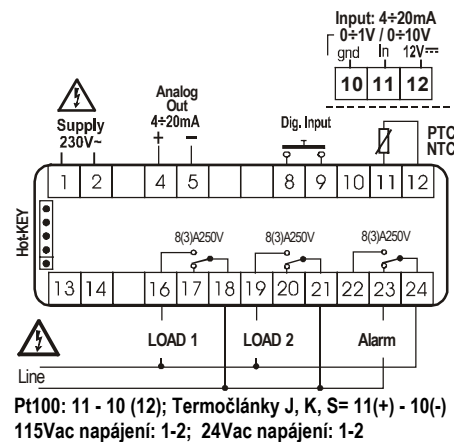 Input: 4÷20mA
0÷1V / 0÷10V
gnd In 12V
10 11 12
Supply
230V~
Analog
Out
4÷20mA
+ −
Dig. Input
PTC
NTC
1 2 4 5 8 9 10 11 12
Hot-KEY
8(3)A250V 8(3)A250V 8(3)A250V
13 14 16 17 18 19 20 21 22 23 24
LOAD 1 LOAD 2 Alarm
Line
Pt100: 11 - 10 (12); Termočlánky J, K, S= 11(+) - 10(-)
115Vac napájení: 1-2; 24Vac napájení: 1-2